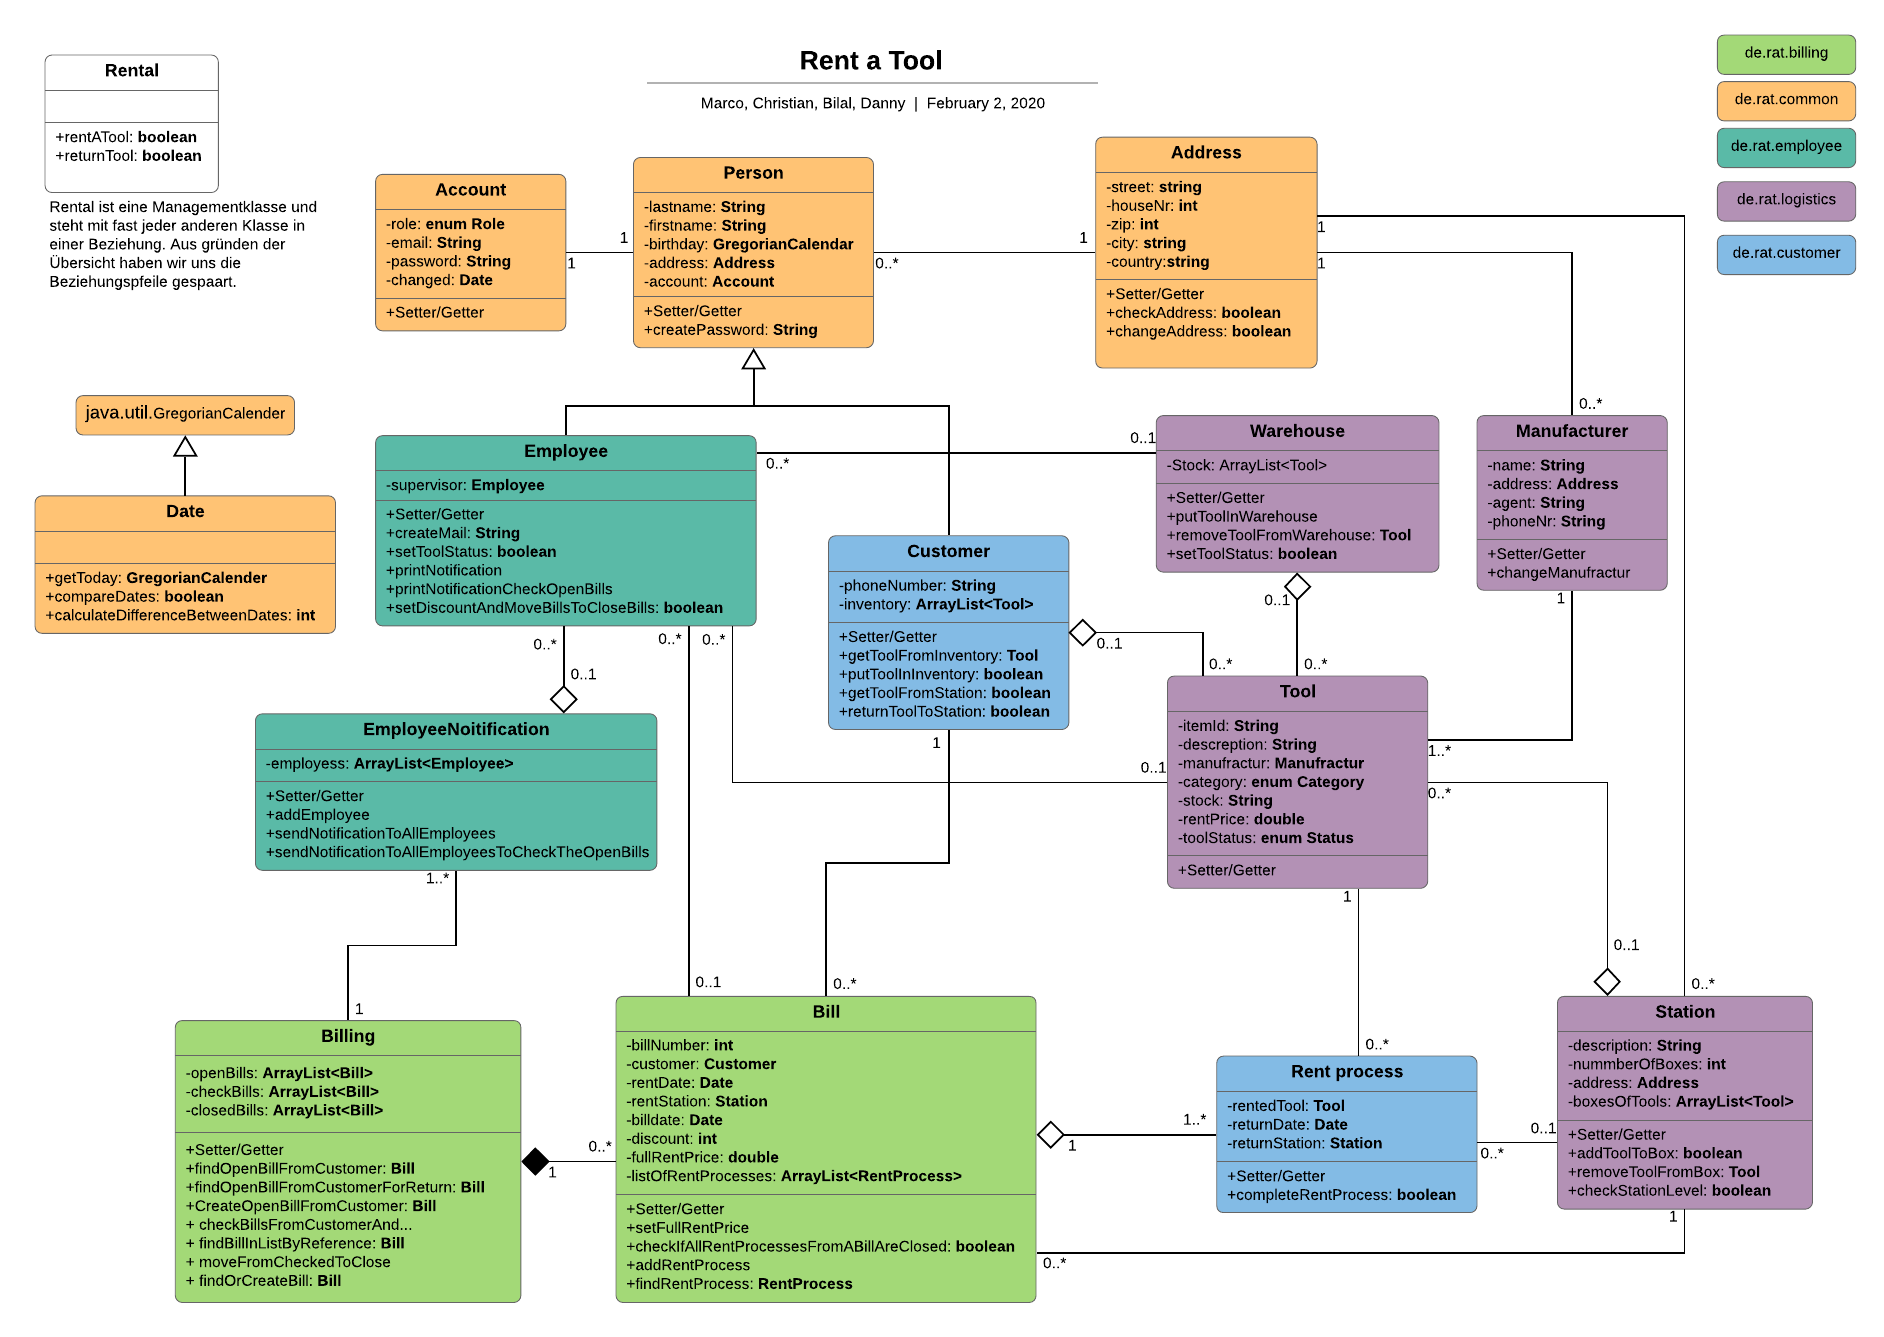 Rent a Tool
Marco, Christian, Bilal, Danny | February 2, 2020
de.rat.billing
de.rat.common
de.rat.employee
de.rat.logistics
de.rat.customer
Rental
+rentATool: boolean
+returnTool: boolean
Rental ist eine Managementklasse und
steht mit fast jeder anderen Klasse in
einer Beziehung. Aus gründen der
Übersicht haben wir uns die
Beziehungspfeile gespaart.
Account
-role: enum Role
-email: String
-password: String
-changed: Date
+Setter/Getter
1
1
Person
-lastname: String
-firstname: String
-birthday: GregorianCalendar
-address: Address
-account: Account
+Setter/Getter
+createPassword: String
0..*
1
Address
-street: string
-houseNr: int
-zip: int
-city: string
-country:string
+Setter/Getter
+checkAddress: boolean
+changeAddress: boolean
1
1
java.util.GregorianCalender
Date
+getToday: GregorianCalender
+compareDates: boolean
+calculateDifferenceBetweenDates: int
Employee
-supervisor: Employee
+Setter/Getter
+createMail: String
+setToolStatus: boolean
+printNotification
+printNotificationCheckOpenBills
+setDiscountAndMoveBillsToCloseBills: boolean
0..*
0..1
Warehouse
-Stock: ArrayList<Tool>
+Setter/Getter
+putToolInWarehouse
+removeToolFromWarehouse: Tool
+setToolStatus: boolean
0..1
0..*
0..*
Manufacturer
-name: String
-address: Address
-agent: String
-phoneNr: String
+Setter/Getter
+changeManufractur
1
Customer
-phoneNumber: String
-inventory: ArrayList<Tool>
+Setter/Getter
+getToolFromInventory: Tool
+putToolInInventory: boolean
+getToolFromStation: boolean
+returnToolToStation: boolean
0..1
0..*
1
0..*
0..*
0..*
0..1
EmployeeNoitification
-employess: ArrayList<Employee>
+Setter/Getter
+addEmployee
+sendNotificationToAllEmployees
+sendNotificationToAllEmployeesToCheckTheOpenBills
1..*
1
Tool
-itemId: String
-descreption: String
-manufractur: Manufractur
-category: enum Category
-stock: String
-rentPrice: double
-toolStatus: enum Status
+Setter/Getter
0..1
1..*
0..*
1
0..1
0..*
0..1
0..*
Billing
-openBills: ArrayList<Bill>
-checkBills: ArrayList<Bill>
-closedBills: ArrayList<Bill>
+Setter/Getter
+findOpenBillFromCustomer: Bill
+findOpenBillFromCustomerForReturn: Bill
+CreateOpenBillFromCustomer: Bill
+ checkBillsFromCustomerAnd...
+ findBillInListByReference: Bill
+ moveFromCheckedToClose
+ findOrCreateBill: Bill
1
0..*
Bill
-billNumber: int
-customer: Customer
-rentDate: Date
-rentStation: Station
-billdate: Date
-discount: int
-fullRentPrice: double
-listOfRentProcesses: ArrayList<RentProcess>
+Setter/Getter
+setFullRentPrice
+checkIfAllRentProcessesFromABillAreClosed: boolean
+addRentProcess
+findRentProcess: RentProcess
1
1..*
0..*
0..*
Rent process
-rentedTool: Tool
-returnDate: Date
-returnStation: Station
+Setter/Getter
+completeRentProcess: boolean
0..*
0..1
Station
-description: String
-nummberOfBoxes: int
-address: Address
-boxesOfTools: ArrayList<Tool>
+Setter/Getter
+addToolToBox: boolean
+removeToolFromBox: Tool
+checkStationLevel: boolean
1